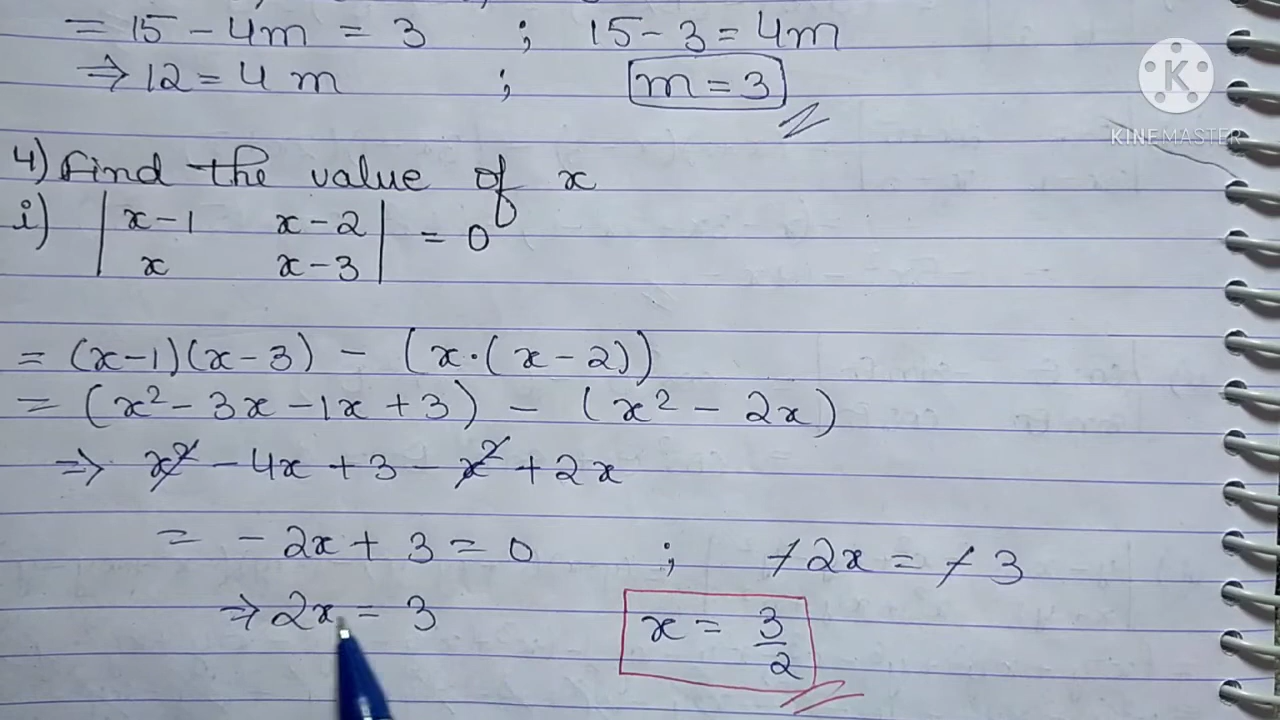 = 15 - 4m = 3 ; 15 - 3 = 4m
⇒ 12 = 4 m ; m = 3
K
KINEMASTER
4) Find the value of x
i) | x-1 x-2 | = 0
| x x-3 |
= (x-1)(x-3) - (x·(x-2))
= (x² - 3x - 1x + 3) - (x² - 2x)
⇒ x² - 4x + 3 - x² + 2x
= - 2x + 3 = 0 ; -2x = -3
⇒ 2x = 3 x = 3/2